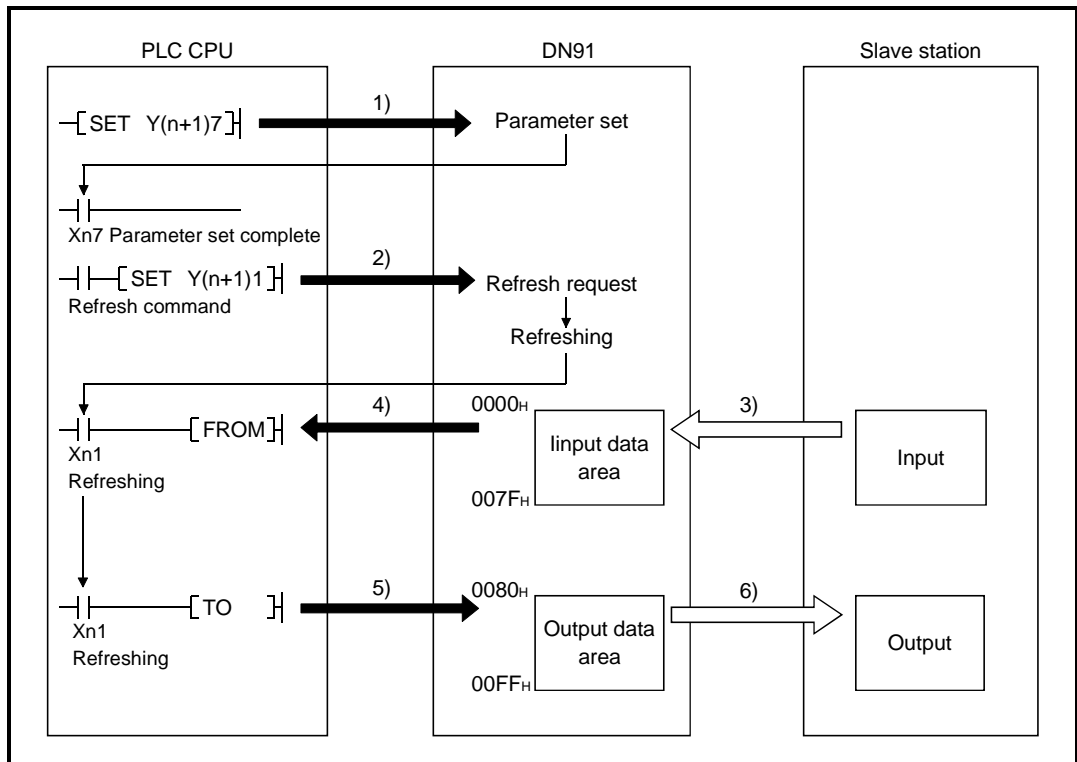 PLC CPU
DN91
Slave station
1)
SET Y(n+1)7
Parameter set
Xn7 Parameter set complete
2)
SET Y(n+1)1
Refresh request
Refresh command
Refreshing
4)
0000H
3)
FROM
Xn1
Refreshing
Iinput data
area
Input
007FH
5)
0080H
6)
TO
Xn1
Refreshing
Output data
area
Output
00FFH